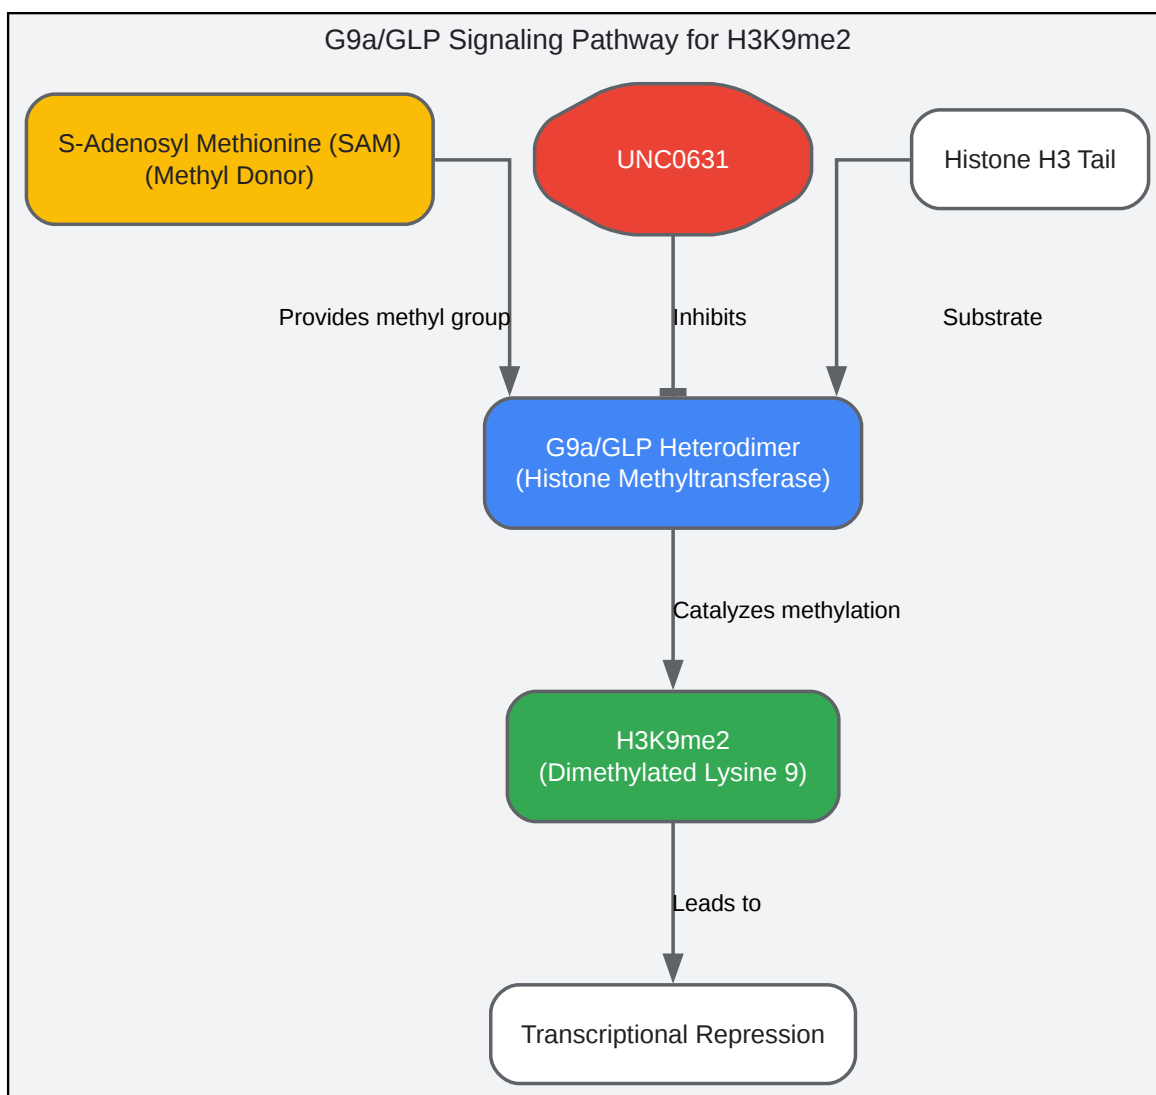 G9a/GLP Signaling Pathway for H3K9me2
S-Adenosyl Methionine (SAM)
(Methyl Donor)
UNC0631
Histone H3 Tail
Provides methyl group
Inhibits
Substrate
G9a/GLP Heterodimer
(Histone Methyltransferase)
Catalyzes methylation
H3K9me2
(Dimethylated Lysine 9)
Leads to
Transcriptional Repression